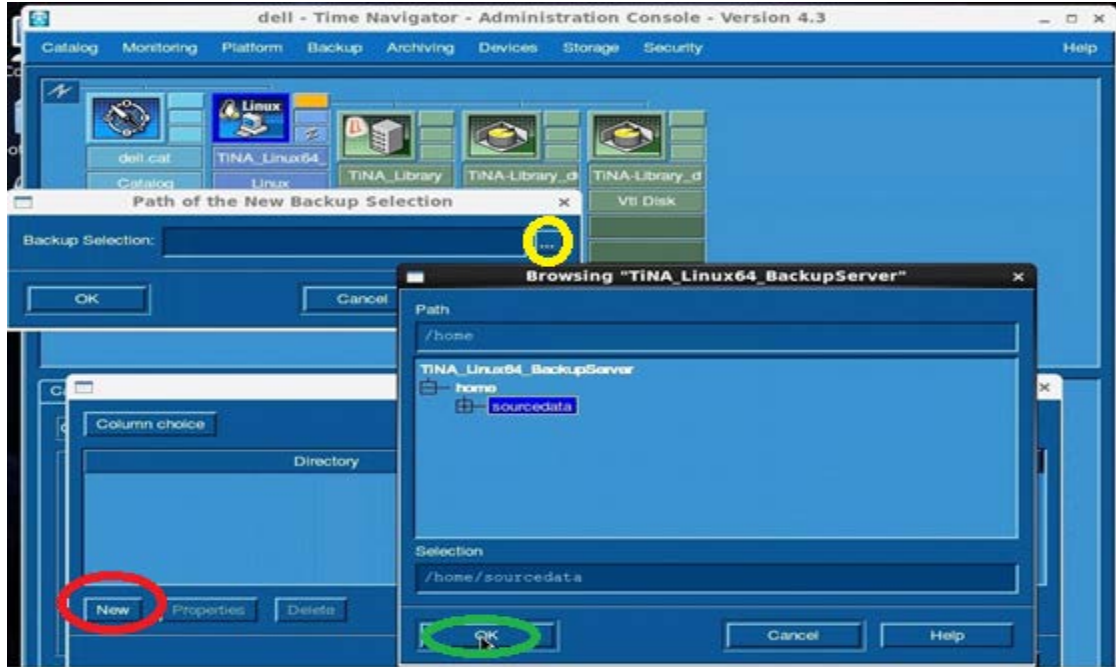 dell - Time Navigator - Administration Console - Version 4.3
Catalog Monitoring Platform Backup Archiving Devices Storage Security Help
Linux
dell.cat TiNA_Linux64_ TiNA_Library TiNA-Library_d TiNA-Library_d
Catalog Linux Vtl Disk
Path of the New Backup Selection
Backup Selection: ...
OK Cancel
Browsing "TiNA_Linux64_BackupServer"
Path
/home
TiNA_Linux64_BackupServer
home
sourcedata
Selection
/home/sourcedata
OK Cancel Help
Column choice
Directory
New Properties Delete